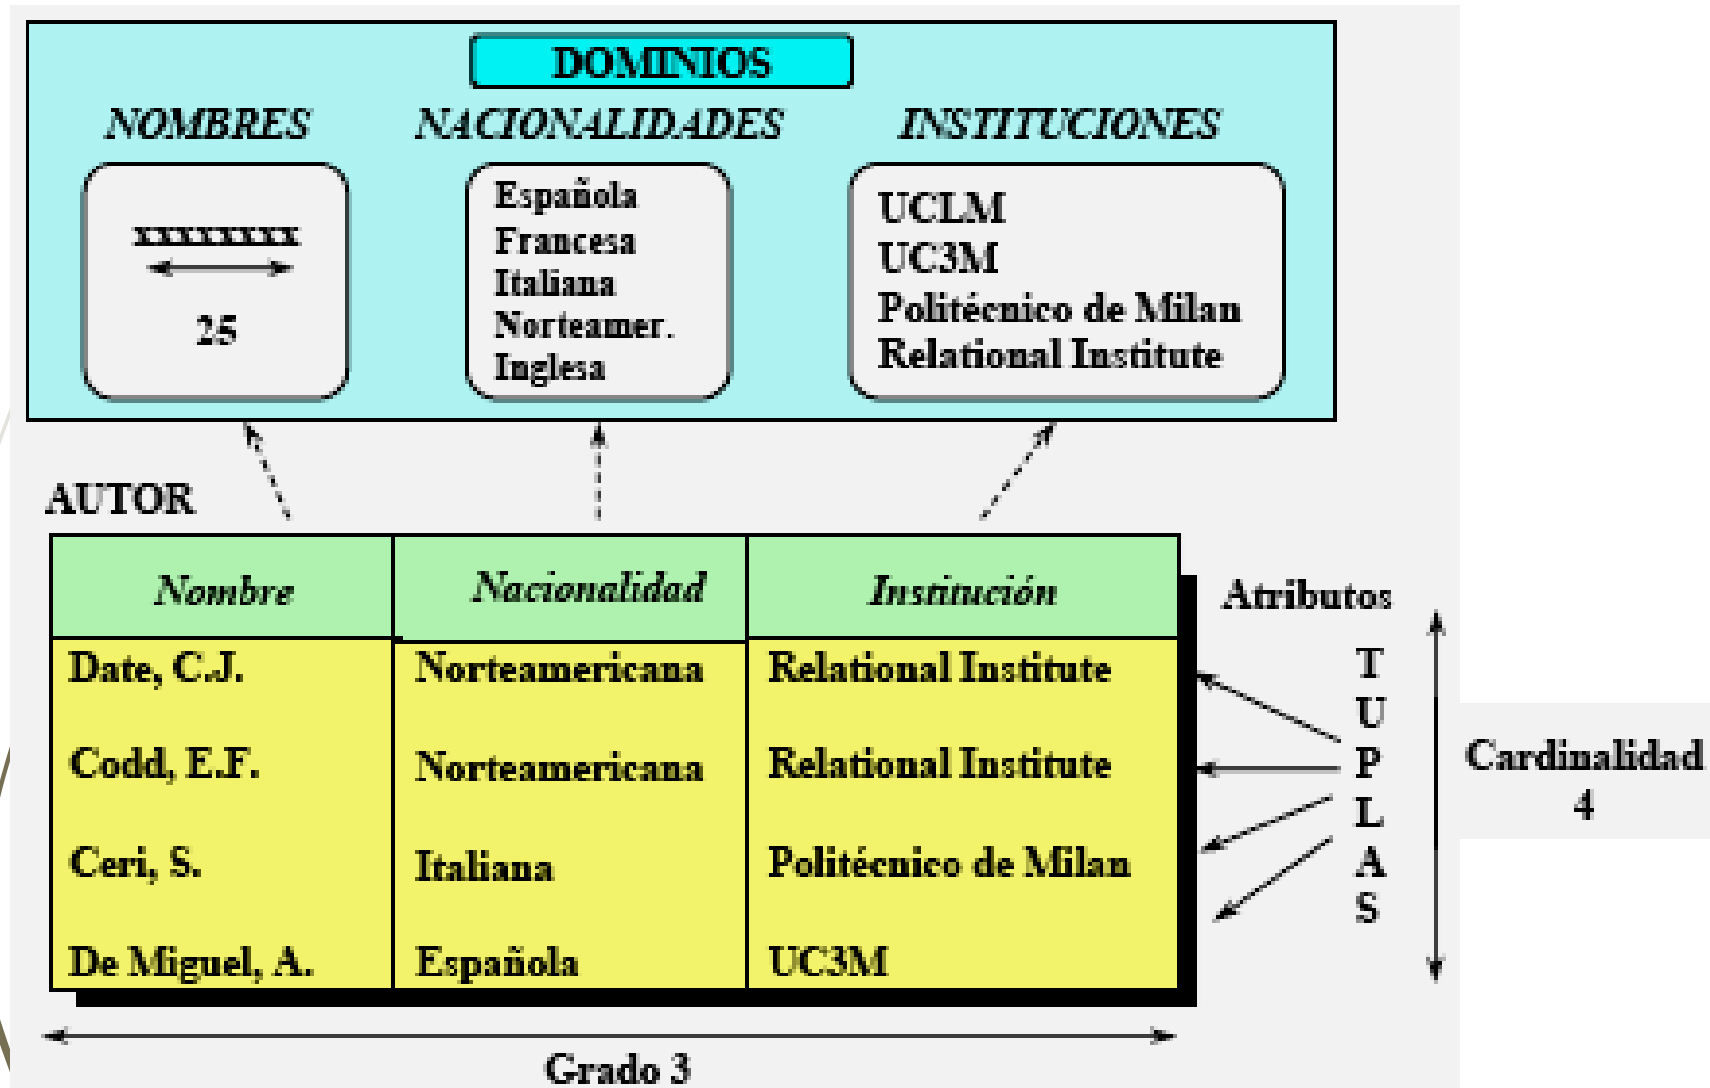 DOMINIOS
NOMBRES NACIONALIDADES INSTITUCIONES
xxxxxxxx
25
Española
Francesa
Italiana
Norteamer.
Inglesa
UCLM
UC3M
Politécnico de Milan
Relational Institute
AUTOR
Nombre Nacionalidad Institución
Date, C.J. Norteamericana Relational Institute
Codd, E.F. Norteamericana Relational Institute
Ceri, S. Italiana Politécnico de Milan
De Miguel, A. Española UC3M
Atributos
TUPLAS
Cardinalidad
4
Grado 3